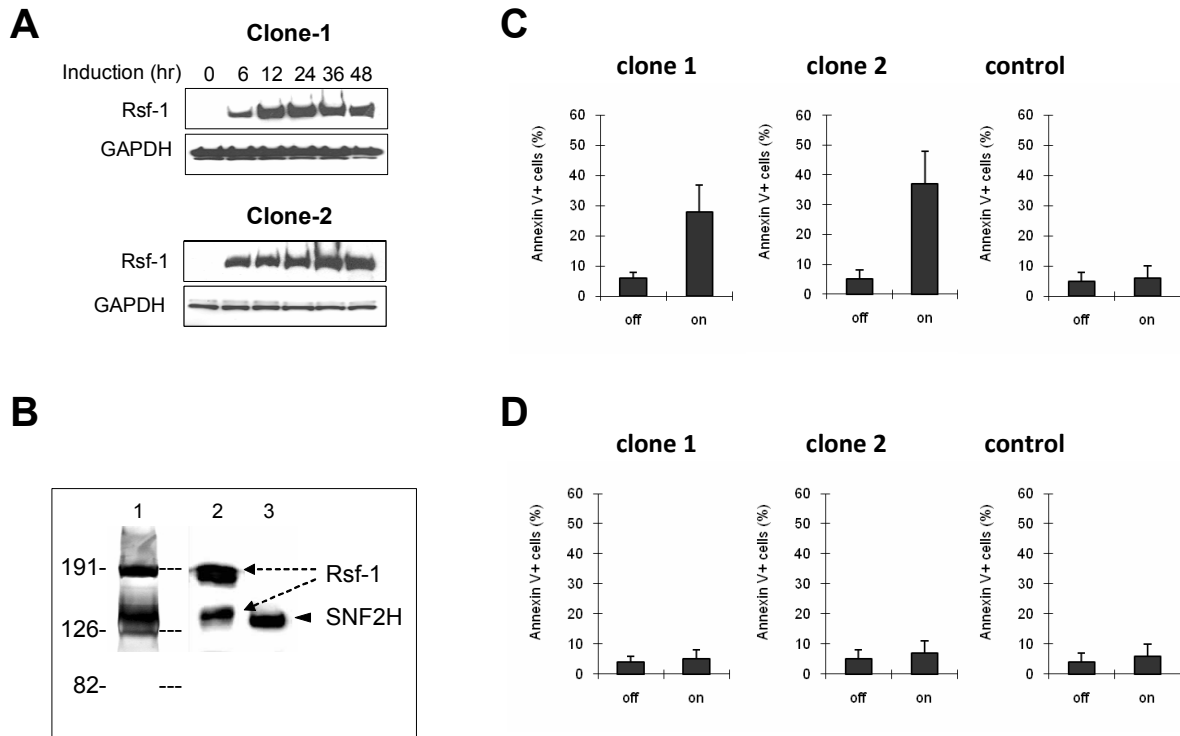 A
Clone-1
Induction (hr) 0 6 12 24 36 48
Rsf-1
GAPDH
Clone-2
Rsf-1
GAPDH
B
1 2 3
191-
Rsf-1
SNF2H
126-
82-
C
clone 1 clone 2 control
Annexin V+ cells (%)
60
50
40
30
20
10
0
off on
Annexin V+ cells (%)
60
50
40
30
20
10
0
off on
Annexin V+ cells (%)
60
50
40
30
20
10
0
off on
D
clone 1 clone 2 control
Annexin V+ cells (%)
60
50
40
30
20
10
0
off on
Annexin V+ cells (%)
60
50
40
30
20
10
0
off on
Annexin V+ cells (%)
60
50
40
30
20
10
0
off on